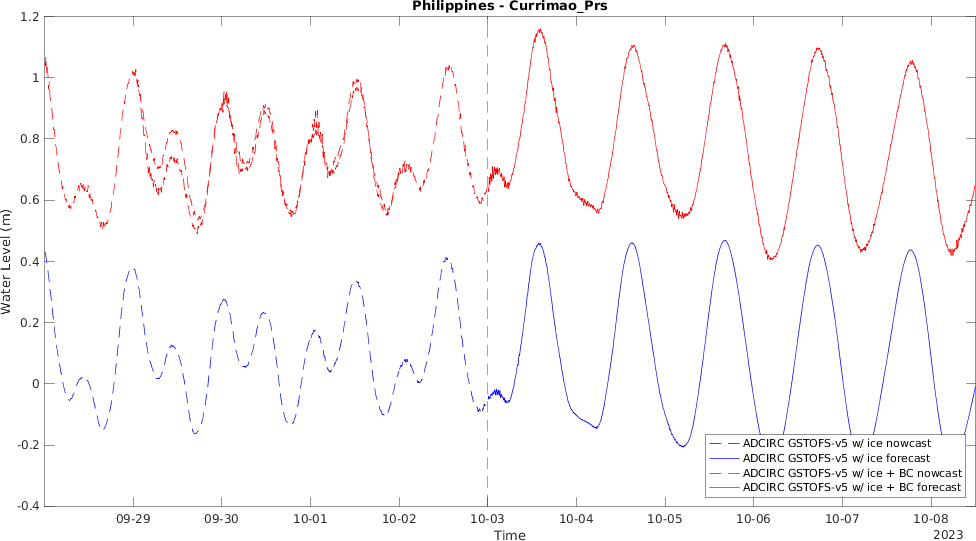 Philippines - Currimao_Prs
Water Level (m)
1.2
1
0.8
0.6
0.4
0.2
0
-0.2
-0.4
ADCIRC GSTOFS-v5 w/ ice nowcast
ADCIRC GSTOFS-v5 w/ ice forecast
ADCIRC GSTOFS-v5 w/ ice + BC nowcast
ADCIRC GSTOFS-v5 w/ ice + BC forecast
09-29 09-30 10-01 10-02 10-03 10-04 10-05 10-06 10-07 10-08
Time
2023